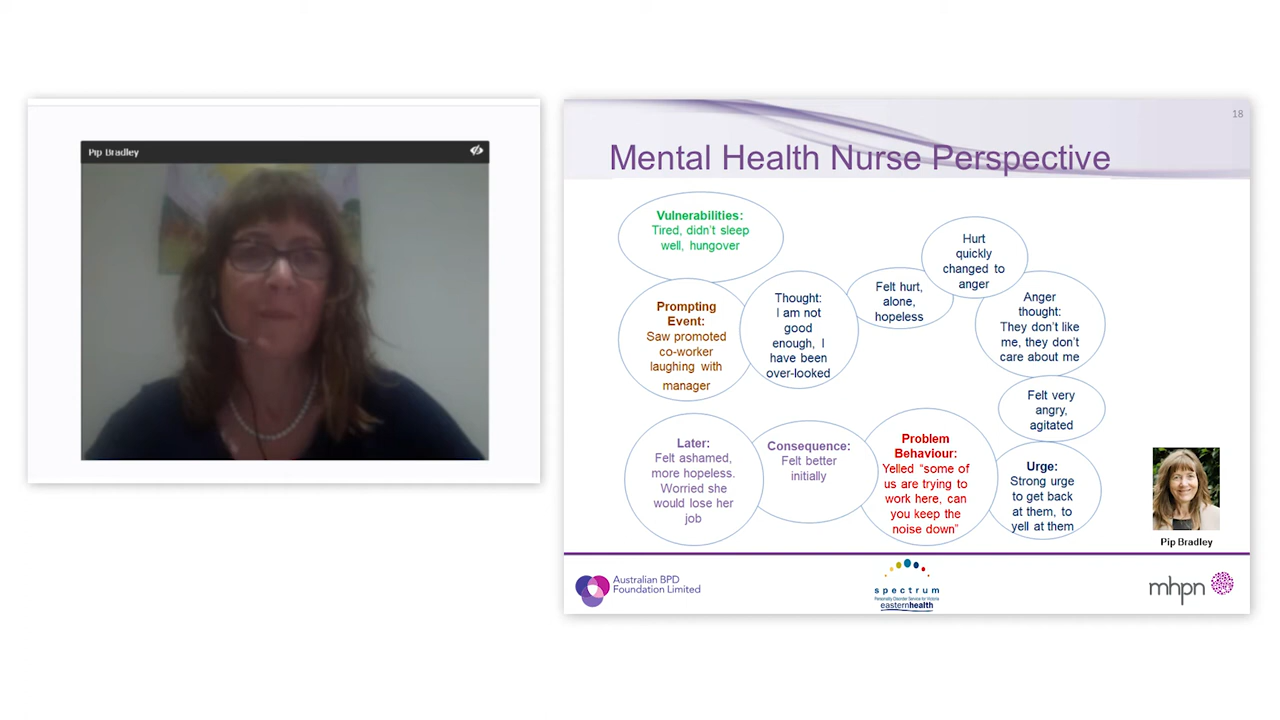 Pip Bradley
18
Mental Health Nurse Perspective
Vulnerabilities:
Tired, didn't sleep
well, hungover
Prompting
Event:
Saw promoted
co-worker
laughing with
manager
Thought:
I am not
good
enough, I
have been
over-looked
Felt hurt,
alone,
hopeless
Hurt
quickly
changed to
anger
Anger
thought:
They don't like
me, they don't
care about me
Felt very
angry,
agitated
Urge:
Strong urge
to get back
at them, to
yell at them
Problem
Behaviour:
Yelled “some of
us are trying to
work here, can
you keep the
noise down”
Consequence:
Felt better
initially
Later:
Felt ashamed,
more hopeless.
Worried she
would lose her
job
Pip Bradley
Australian BPD
Foundation Limited
spectrum
Personality Disorder Service for Victoria
easternhealth
mhpn